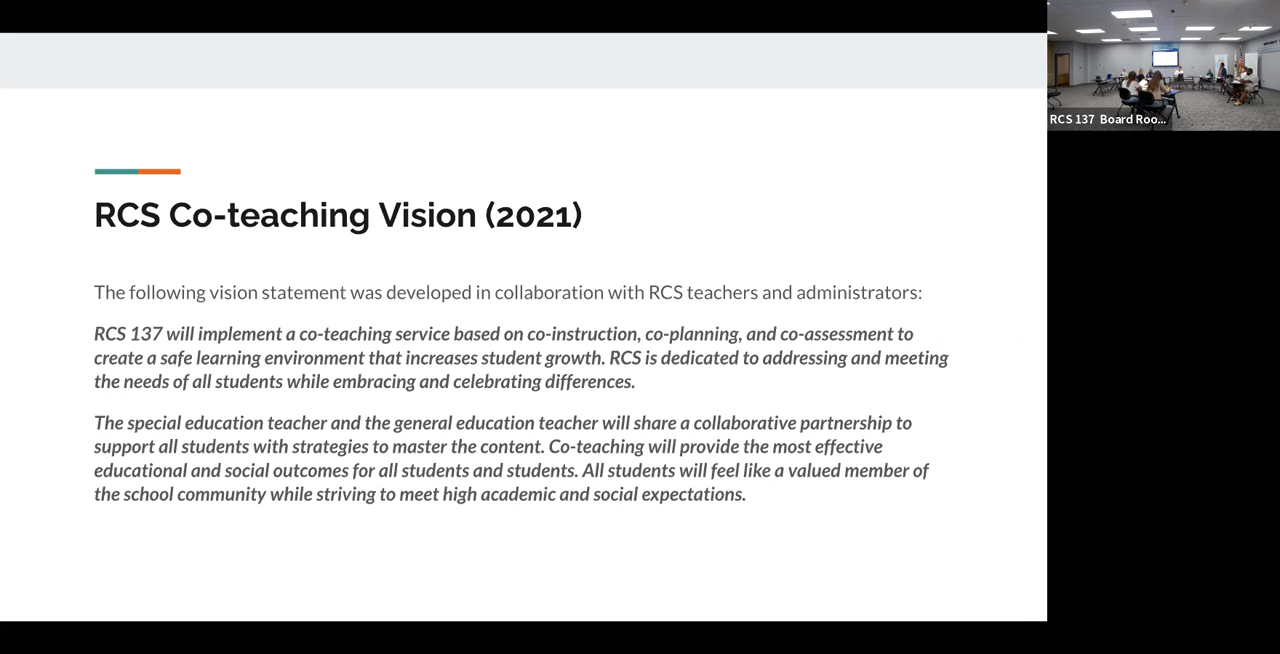 RCS Co-teaching Vision (2021)
The following vision statement was developed in collaboration with RCS teachers and administrators:
RCS 137 will implement a co-teaching service based on co-instruction, co-planning, and co-assessment to
create a safe learning environment that increases student growth. RCS is dedicated to addressing and meeting
the needs of all students while embracing and celebrating differences.
The special education teacher and the general education teacher will share a collaborative partnership to
support all students with strategies to master the content. Co-teaching will provide the most effective
educational and social outcomes for all students and students. All students will feel like a valued member of
the school community while striving to meet high academic and social expectations.
RCS 137 Board Roo...